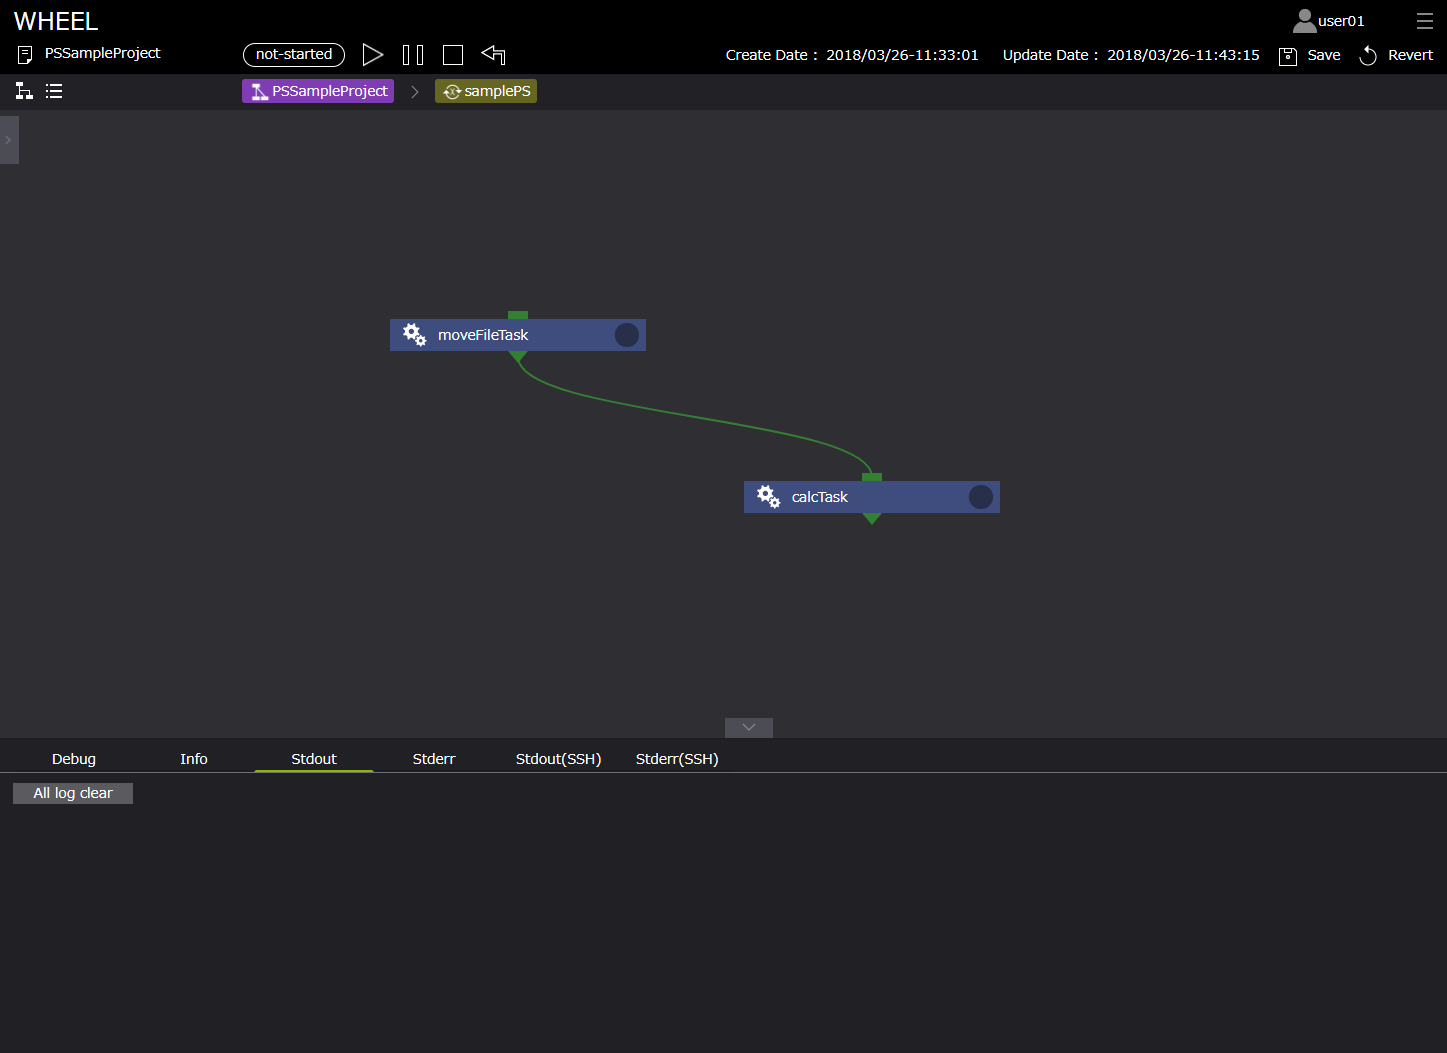 WHEEL
user01
PSSampleProject not-started Create Date : 2018/03/26-11:33:01 Update Date : 2018/03/26-11:43:15 Save Revert
PSSampleProject samplePS
moveFileTask
calcTask
Debug Info Stdout Stderr Stdout(SSH) Stderr(SSH)
All log clear